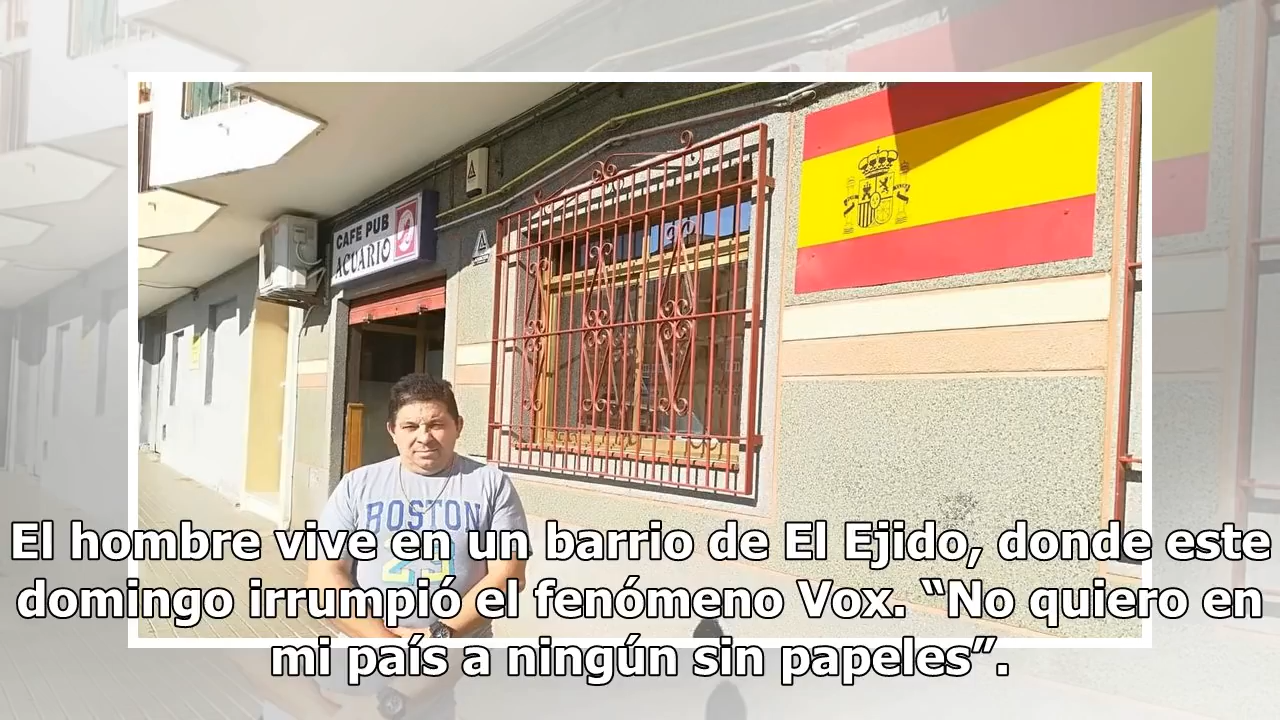 CAFE PUB
ACUARIO
BOSTON
El hombre vive en un barrio de El Ejido, donde este
domingo irrumpió el fenómeno Vox. “No quiero en
mi país a ningún sin papeles”.